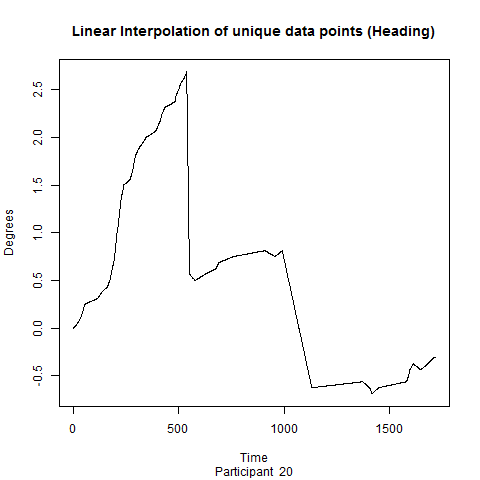 Linear Interpolation of unique data points (Heading)
Degrees
2.5
2.0
1.5
1.0
0.5
0.0
-0.5
0 500 1000 1500
Time
Participant 20